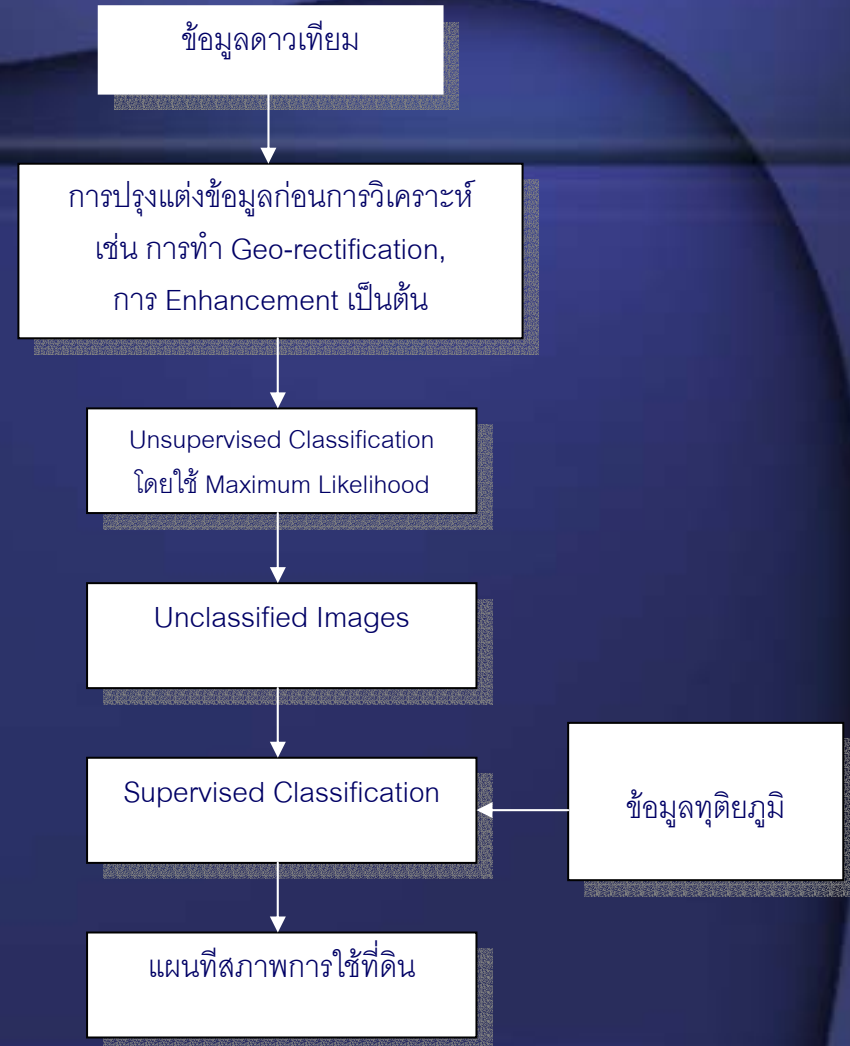 ข้อมูลดาวเทียม
การปรุงแต่งข้อมูลก่อนการวิเคราะห์
เช่น การทำ Geo-rectification,
การ Enhancement เป็นต้น
Unsupervised Classification
โดยใช้ Maximum Likelihood
Unclassified Images
Supervised Classification
ข้อมูลทุติยภูมิ
แผนที่สภาพการใช้ที่ดิน